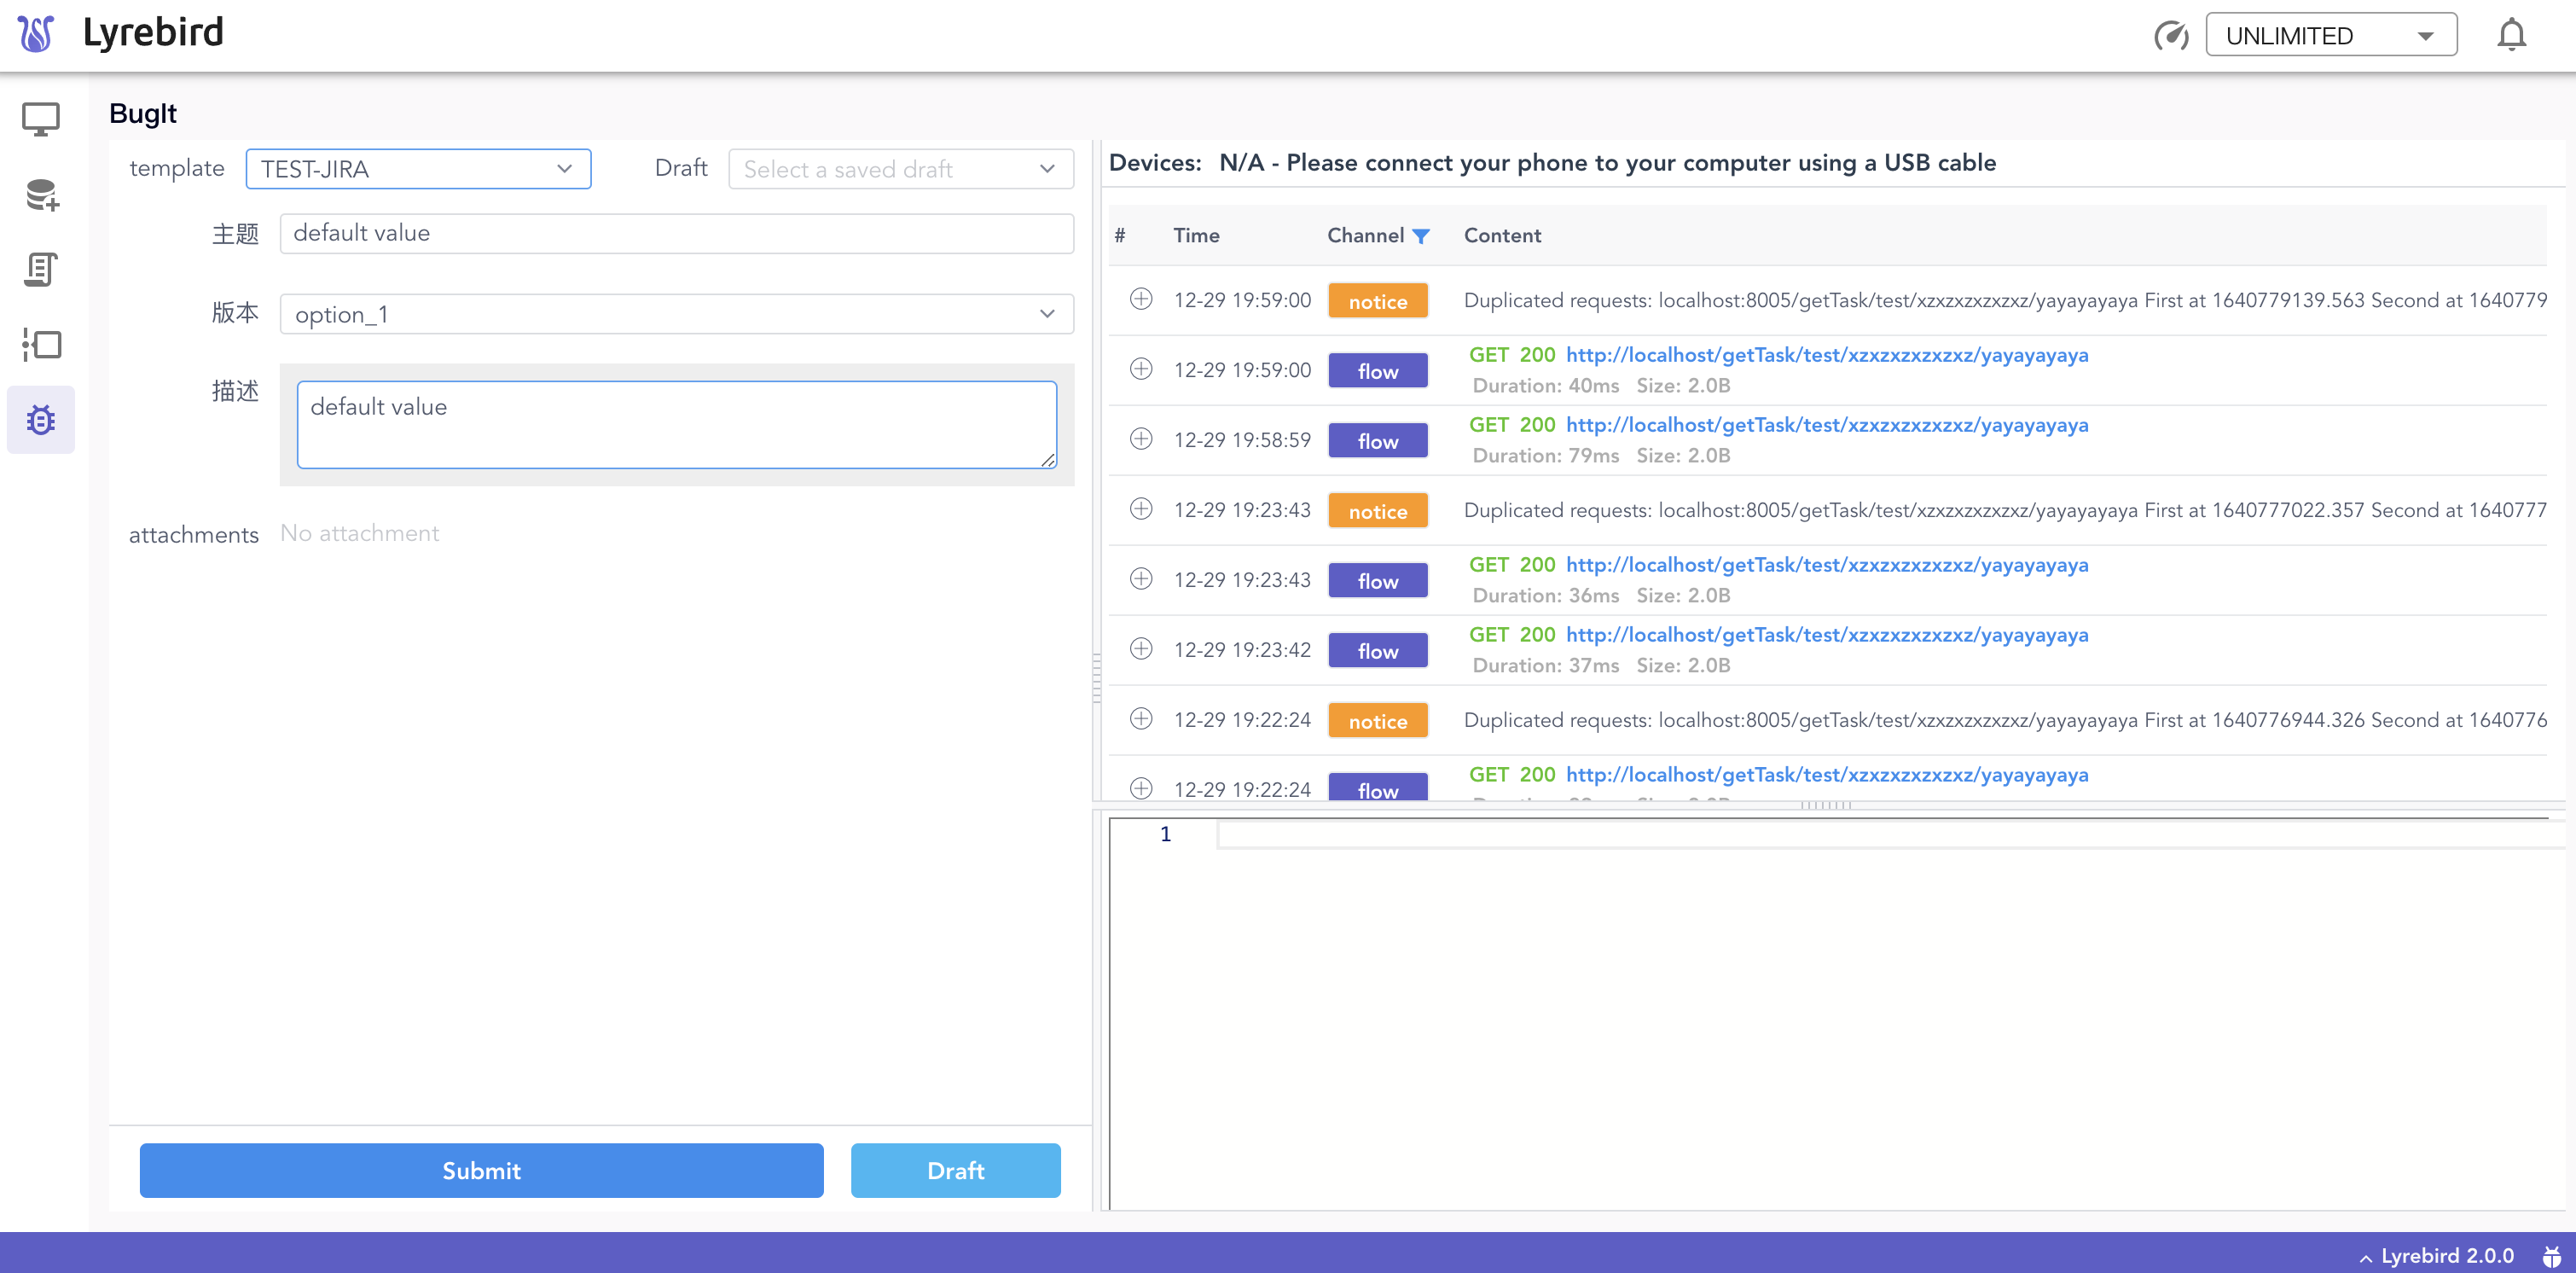 Lyrebird
UNLIMITED
BugIt
template TEST-JIRA Draft Select a saved draft
主题 default value
版本 option_1
描述 default value
attachments No attachment
Submit Draft
Devices: N/A - Please connect your phone to your computer using a USB cable
# Time Channel Content
12-29 19:59:00 notice Duplicated requests: localhost:8005/getTask/test/xzxzxzxzxzxz/yayayayaya First at 1640779139.563 Second at 1640779
12-29 19:59:00 flow GET 200 http://localhost/getTask/test/xzxzxzxzxzxz/yayayayaya
Duration: 40ms Size: 2.0B
12-29 19:58:59 flow GET 200 http://localhost/getTask/test/xzxzxzxzxzxz/yayayayaya
Duration: 79ms Size: 2.0B
12-29 19:23:43 notice Duplicated requests: localhost:8005/getTask/test/xzxzxzxzxzxz/yayayayaya First at 1640777022.357 Second at 1640777
12-29 19:23:43 flow GET 200 http://localhost/getTask/test/xzxzxzxzxzxz/yayayayaya
Duration: 36ms Size: 2.0B
12-29 19:23:42 flow GET 200 http://localhost/getTask/test/xzxzxzxzxzxz/yayayayaya
Duration: 37ms Size: 2.0B
12-29 19:22:24 notice Duplicated requests: localhost:8005/getTask/test/xzxzxzxzxzxz/yayayayaya First at 1640776944.326 Second at 1640776
12-29 19:22:24 flow GET 200 http://localhost/getTask/test/xzxzxzxzxzxz/yayayayaya
1
Lyrebird 2.0.0